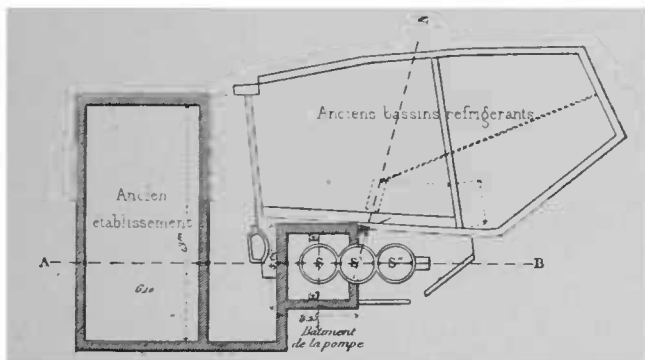 Anciens bassins réfrigérants
Ancien
établissement
A
S
S'
S"
B
Bâtiment
de la pompe